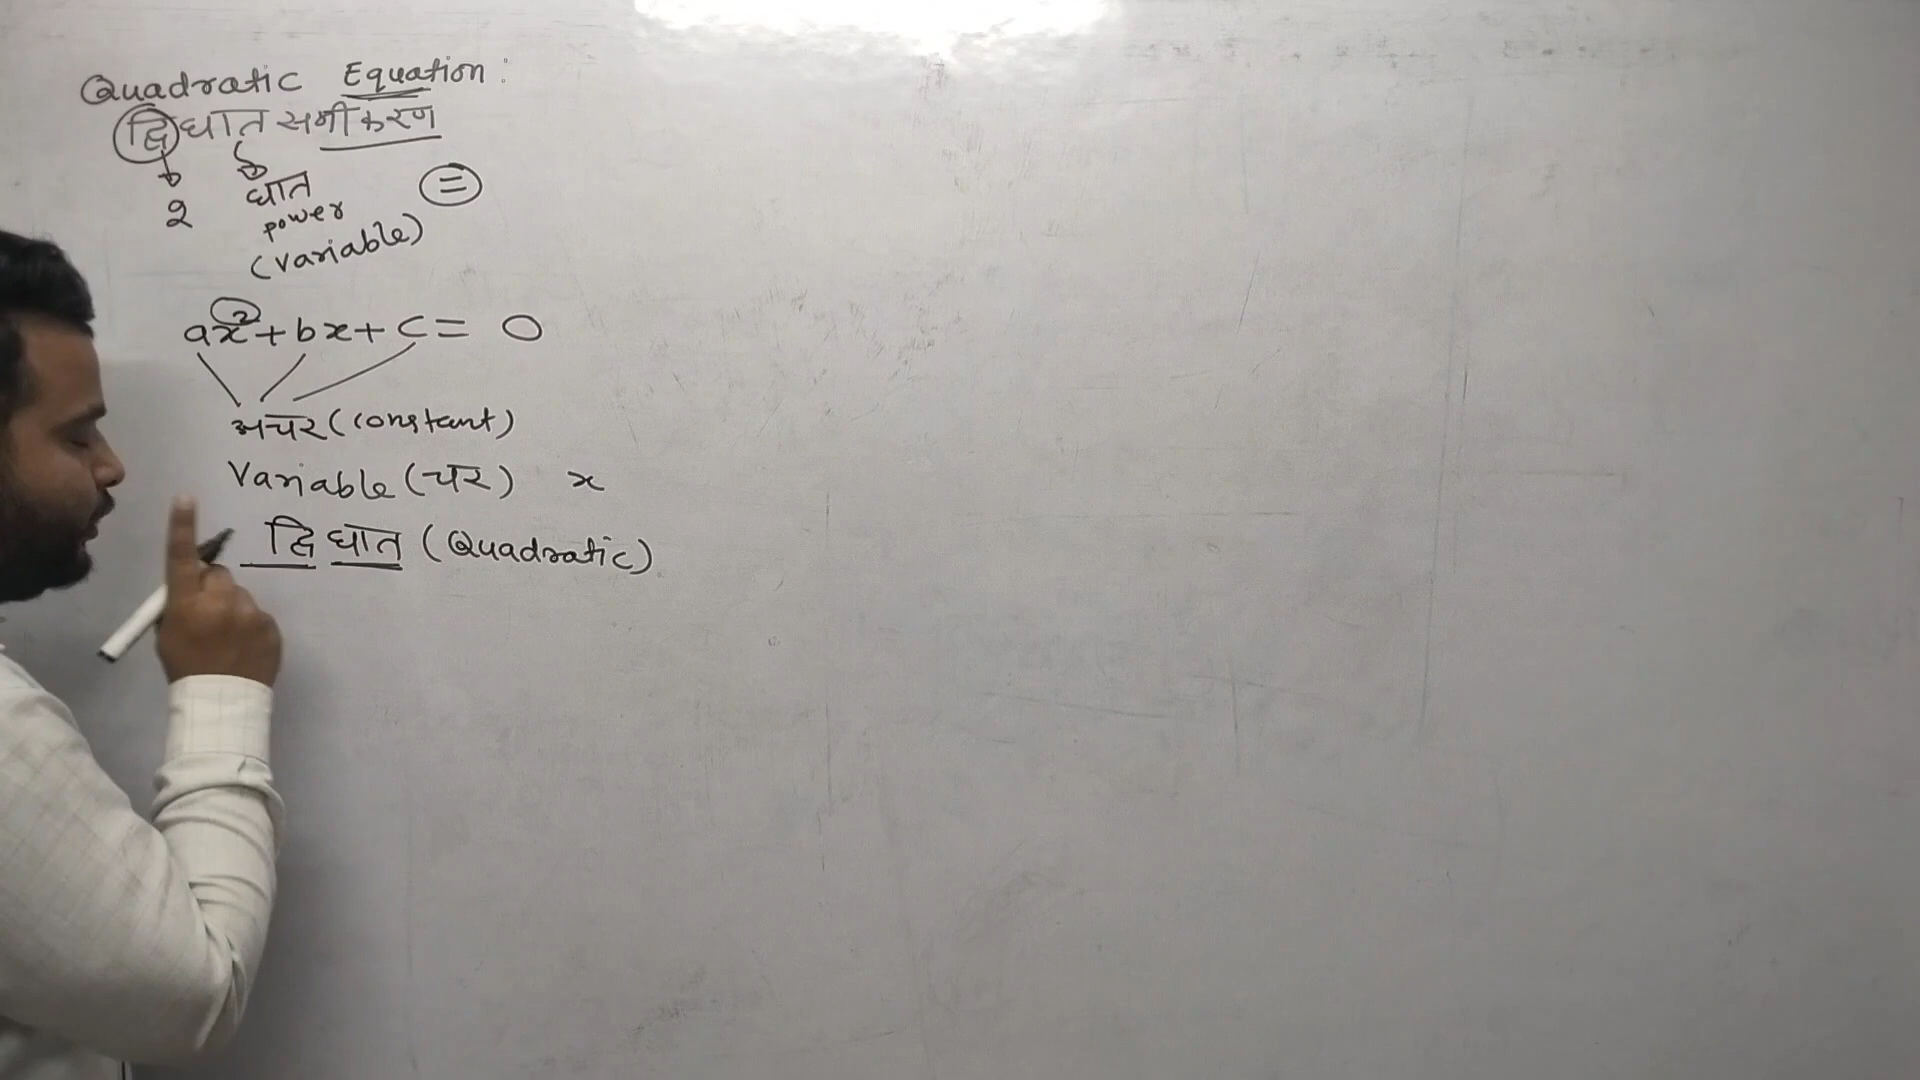 Quadratic Equation:
द्विघात समीकरण
2 घात =
power
(variable)
ax²+bx+c=0
अचर (constant)
Variable (चर) x
द्विघात (Quadratic)